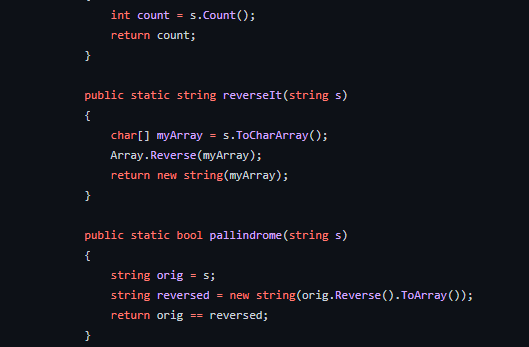 int count = s.Count();
return count;
}
public static string reverseIt(string s)
{
char[] myArray = s.ToCharArray();
Array.Reverse(myArray);
return new string(myArray);
}
public static bool pallindrome(string s)
{
string orig = s;
string reversed = new string(orig.Reverse().ToArray());
return orig == reversed;
}